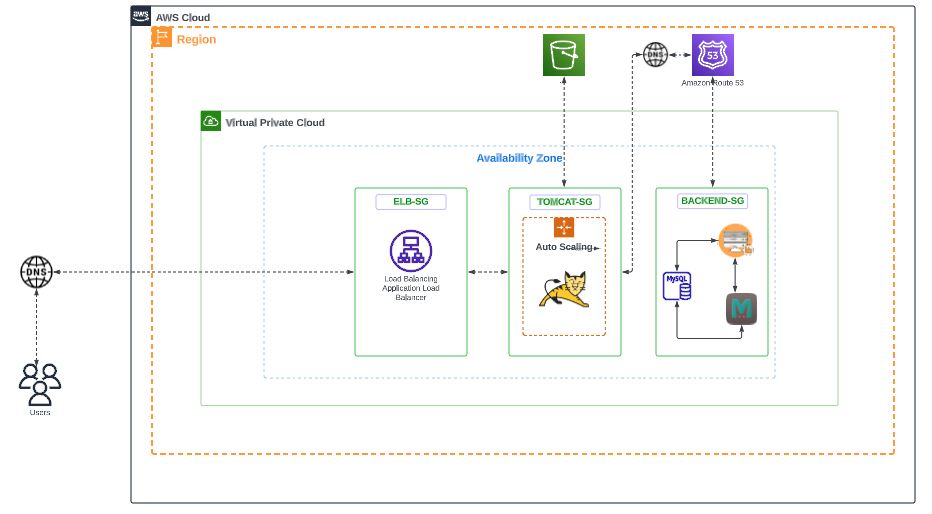 AWS Cloud
aws
Region
DNS
53
Amazon Route 53
Virtual Private Cloud
Availability Zone
ELB-SG
TOMCAT-SG
BACKEND-SG
Auto Scaling
DNS
Load Balancing
Application Load
Balancer
MySQL
M
Users